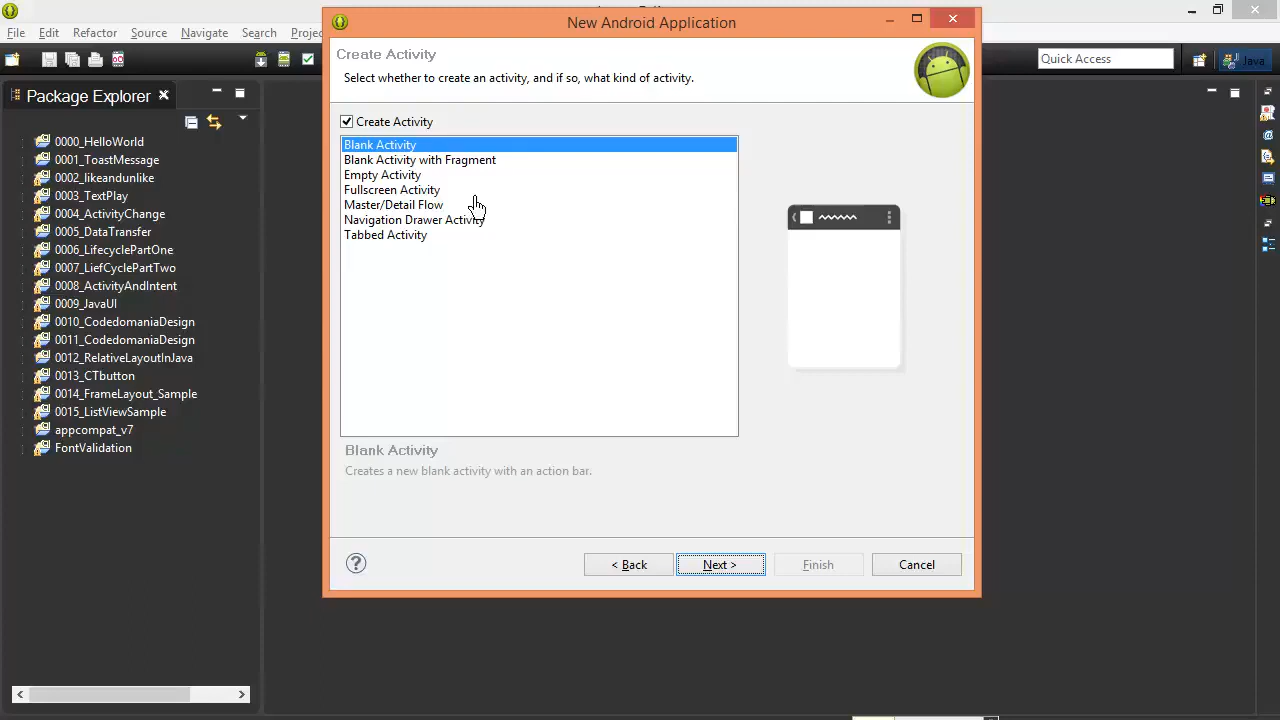 New Android Application
File Edit Refactor Source Navigate Search Projec
Quick Access
Java
Package Explorer
0000_HelloWorld
0001_ToastMessage
0002_likeandunlike
0003_TextPlay
0004_ActivityChange
0005_DataTransfer
0006_LifecyclePartOne
0007_LiefCyclePartTwo
0008_ActivityAndIntent
0009_JavaUI
0010_CodedomaniaDesign
0011_CodedomaniaDesign
0012_RelativeLayoutInJava
0013_CTbutton
0014_FrameLayout_Sample
0015_ListViewSample
appcompat_v7
FontValidation
Create Activity
Select whether to create an activity, and if so, what kind of activity.
Create Activity
Blank Activity
Blank Activity with Fragment
Empty Activity
Fullscreen Activity
Master/Detail Flow
Navigation Drawer Activity
Tabbed Activity
Blank Activity
Creates a new blank activity with an action bar.
? < Back Next > Finish Cancel